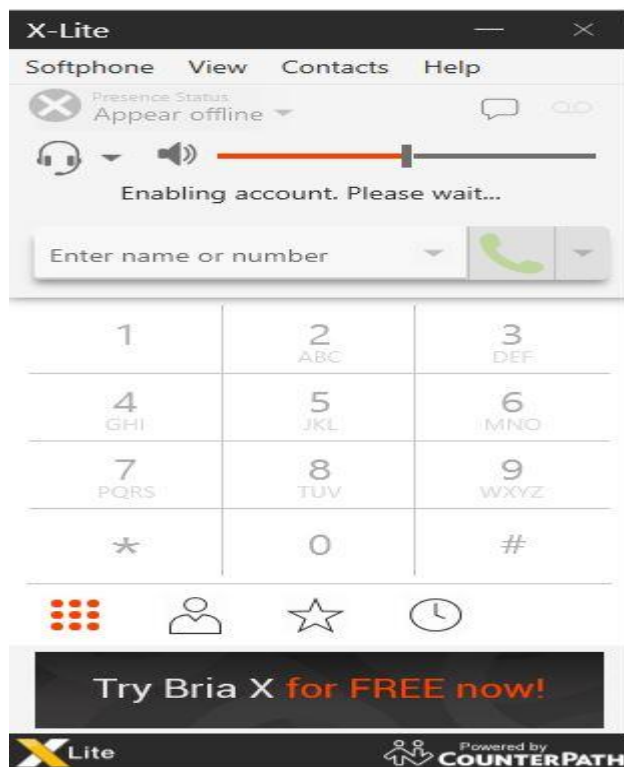 X-Lite
Softphone View Contacts Help
Presence Status
Appear offline
Enabling account. Please wait...
Enter name or number
1 2 3
ABC DEF
4 5 6
GHI JKL MNO
7 8 9
PQRS TUV WXYZ
* 0 #
Try Bria X for FREE now!
X Lite Powered by
COUNTERPATH